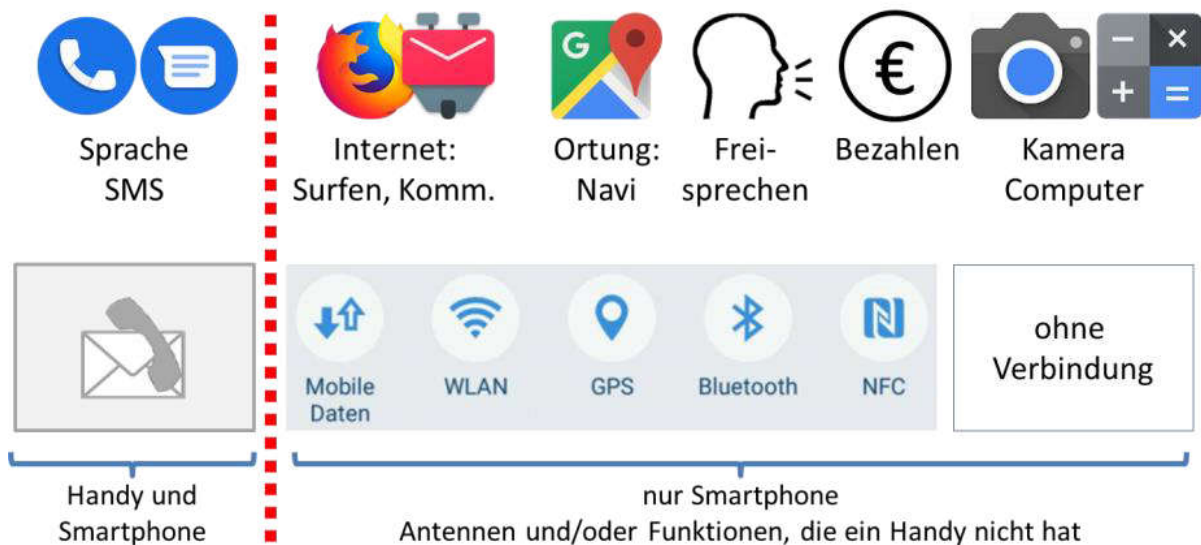 Sprache
SMS
Internet:
Surfen, Komm.
Ortung:
Navi
Frei-
sprechen
Bezahlen
Kamera
Computer
G
€
− × + =
Mobile
Daten
WLAN
GPS
Bluetooth
NFC
ohne
Verbindung
Handy und
Smartphone
nur Smartphone
Antennen und/oder Funktionen, die ein Handy nicht hat